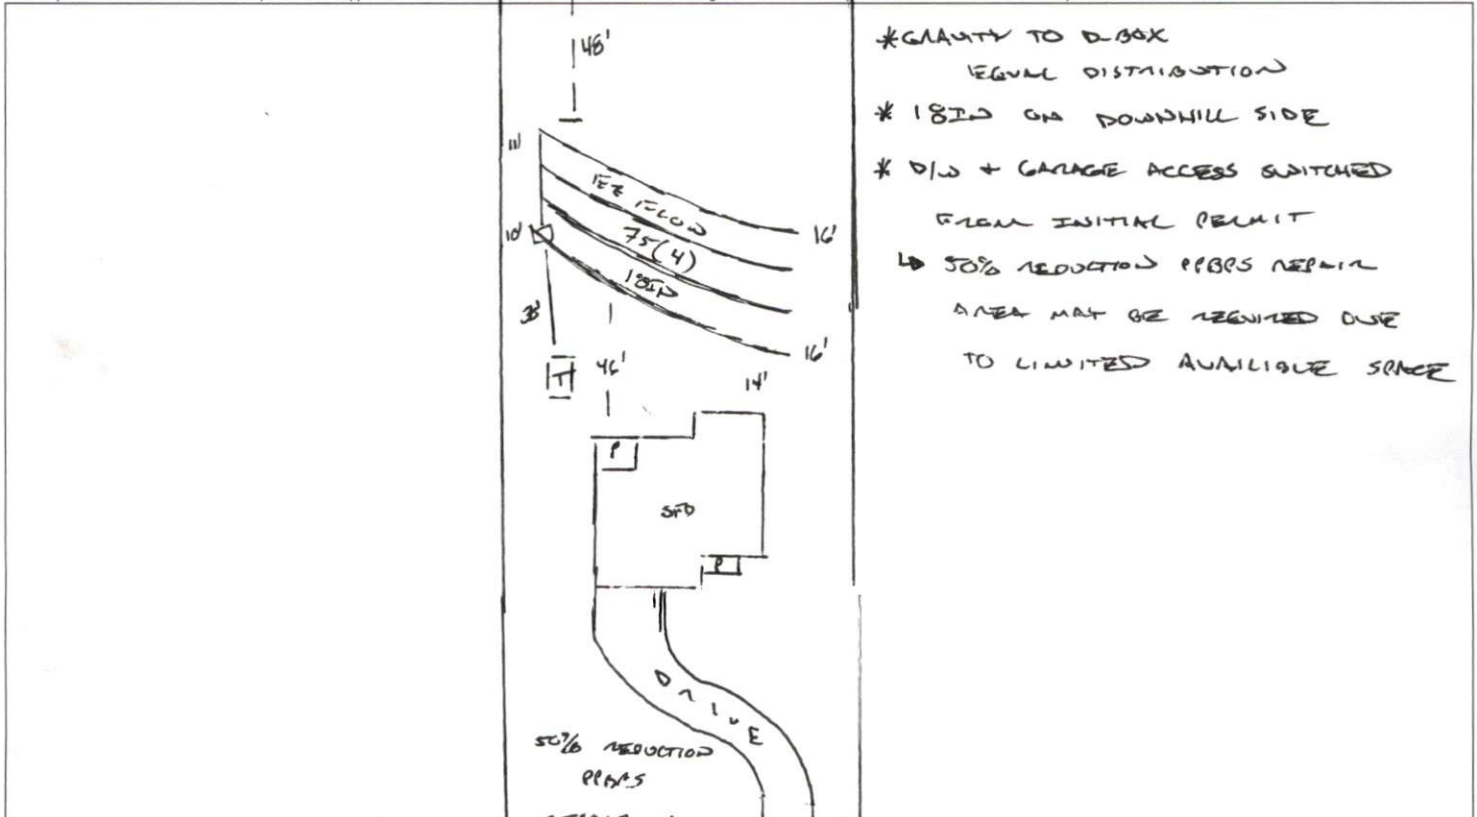 48'
11'
EZ FLOW
75(4)
18IN
16'
10'
16'
46'
T
14'
P
SFD
P
DRIVE
50% REDUCTION
PPBPS
*GRAVITY TO D-BOX
EQUAL DISTRIBUTION
* 18IN ON DOWNHILL SIDE
* D/W + GARAGE ACCESS SWITCHED
FROM INITIAL PERMIT
↳ 50% REDUCTION PPBPS REPAIR
AREA MAY BE REQUIRED DUE
TO LIMITED AVAILIBLE SPACE